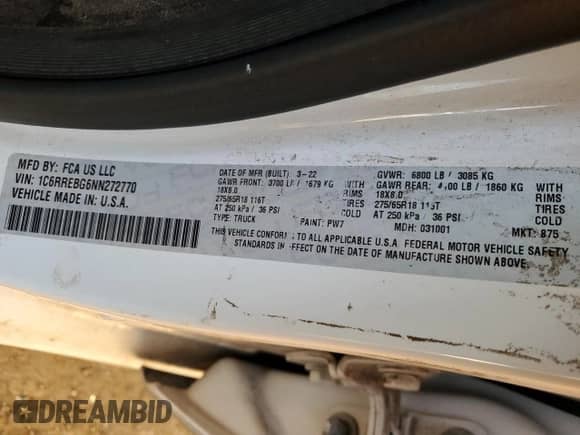 MFD BY: FCA US LLC
VIN: 1C6RREBG6NN272770
VEHICLE MADE IN: U.S.A.
DATE OF MFR (BUILT) 3-22
GAWR FRONT: 3700 LB / 1679 KG WITH
18X8.0 RIMS
275/65R18 116T TIRES
AT 250 kPa / 36 PSI COLD
TYPE: TRUCK PAINT: PW7
GVWR: 6800 LB / 3085 KG
GAWR REAR: 4100 LB / 1860 KG WITH
18X8.0 RIMS
275/65R18 116T TIRES
AT 250 kPa / 36 PSI COLD
MDH: 031001 MKT: 875
THIS VEHICLE CONFORMS TO ALL APPLICABLE U.S.A. FEDERAL MOTOR VEHICLE SAFETY
STANDARDS IN EFFECT ON THE DATE OF MANUFACTURE SHOWN ABOVE.
DREAMBID